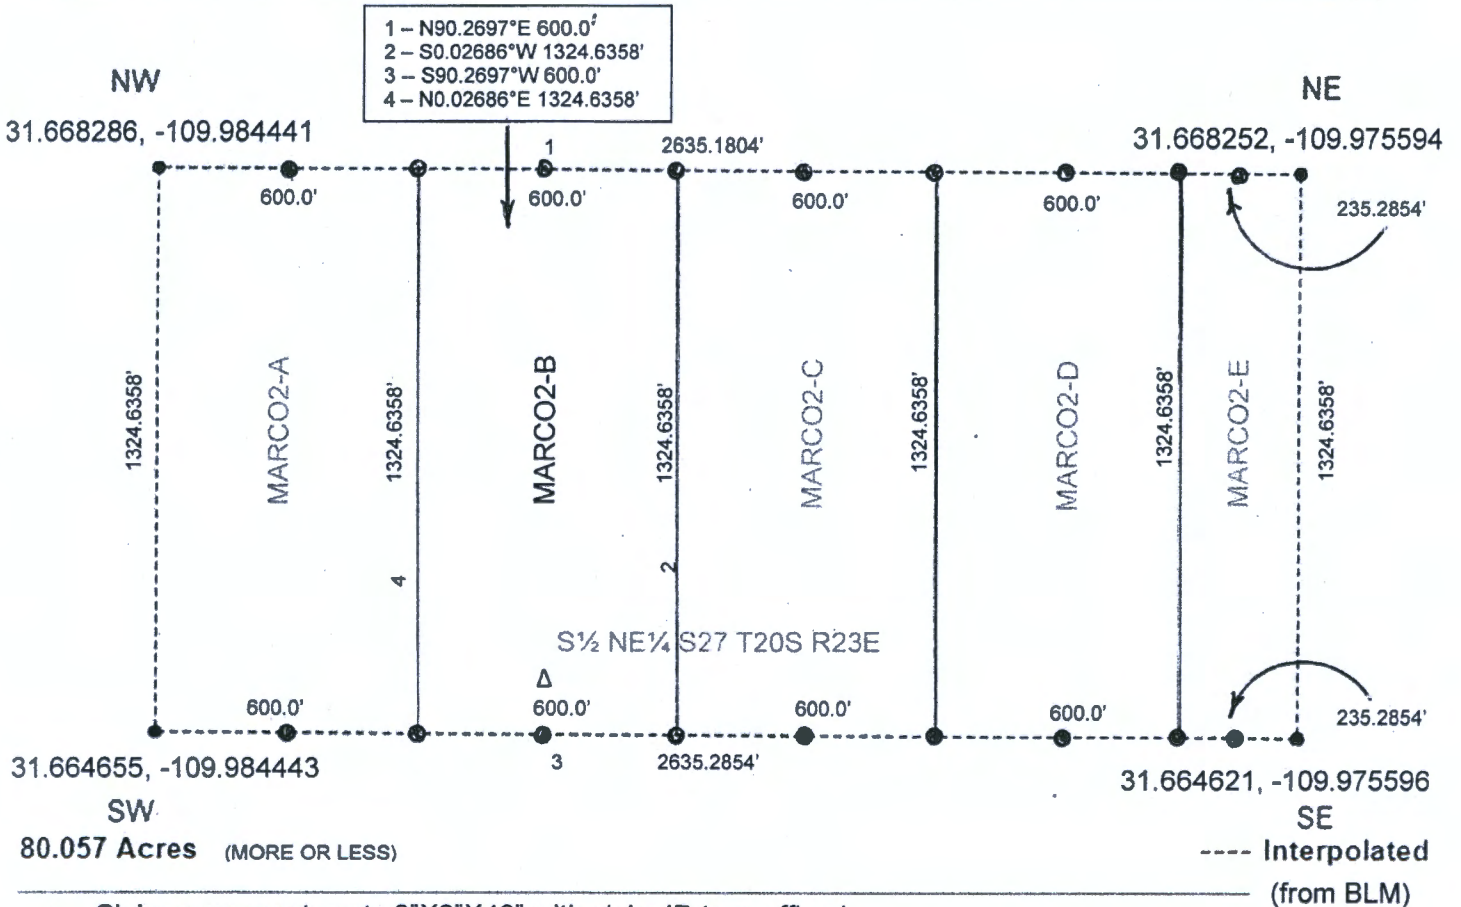 1 – N90.2697°E 600.0'
2 – S0.02686°W 1324.6358'
3 – S90.2697°W 600.0'
4 – N0.02686°E 1324.6358'
NW
NE
31.668286, -109.984441
1
2635.1804'
31.668252, -109.975594
600.0'
600.0'
600.0'
600.0'
235.2854'
1324.6358'
MARCO2-A
1324.6358'
MARCO2-B
1324.6358'
MARCO2-C
1324.6358'
MARCO2-D
1324.6358'
MARCO2-E
1324.6358'
4
2
S½ NE¼ S27 T20S R23E
Δ
600.0'
600.0'
600.0'
600.0'
235.2854'
31.664655, -109.984443
3
2635.2854'
31.664621, -109.975596
SW
SE
80.057 Acres (MORE OR LESS)
---- Interpolated
(from BLM)